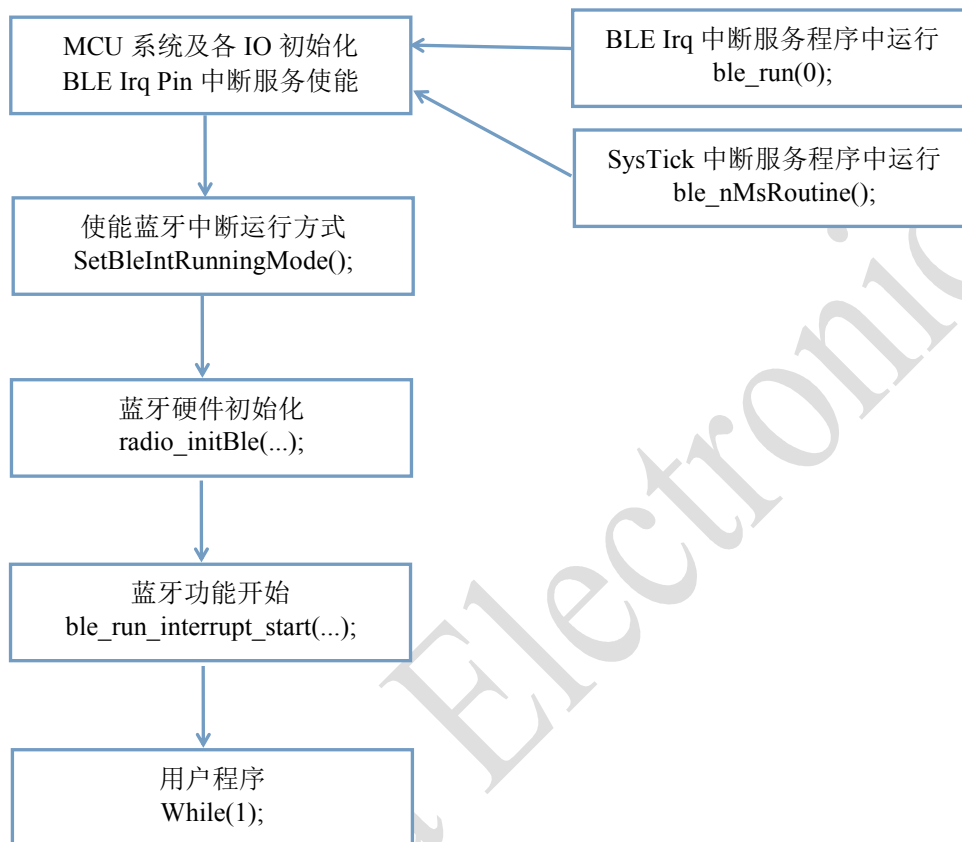 MCU 系统及各 IO 初始化
BLE Irq Pin 中断服务使能
BLE Irq 中断服务程序中运行
ble_run(0);
SysTick 中断服务程序中运行
ble_nMsRoutine();
使能蓝牙中断运行方式
SetBleIntRunningMode();
蓝牙硬件初始化
radio_initBle(...);
蓝牙功能开始
ble_run_interrupt_start(...);
用户程序
While(1);
Electronic